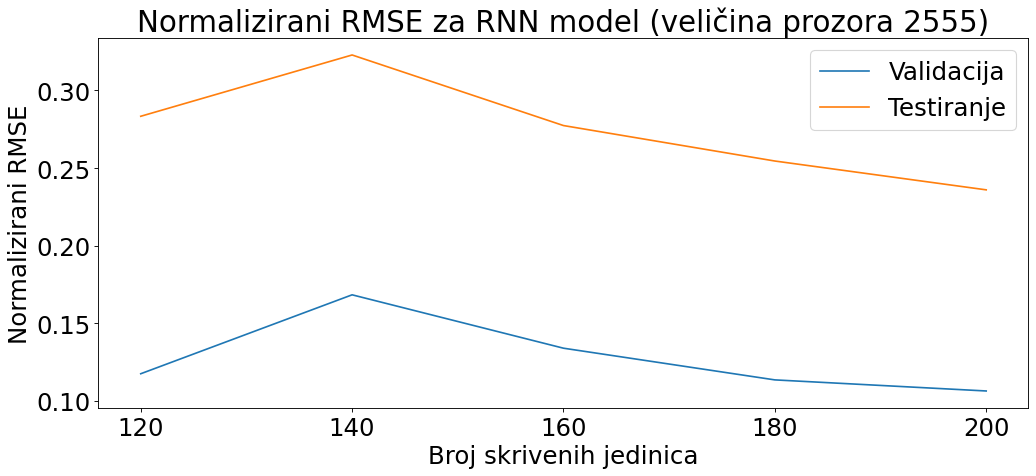 Normalizirani RMSE za RNN model (veličina prozora 2555)
Validacija
Testiranje
Normalizirani RMSE
0.30
0.25
0.20
0.15
0.10
120 140 160 180 200
Broj skrivenih jedinica